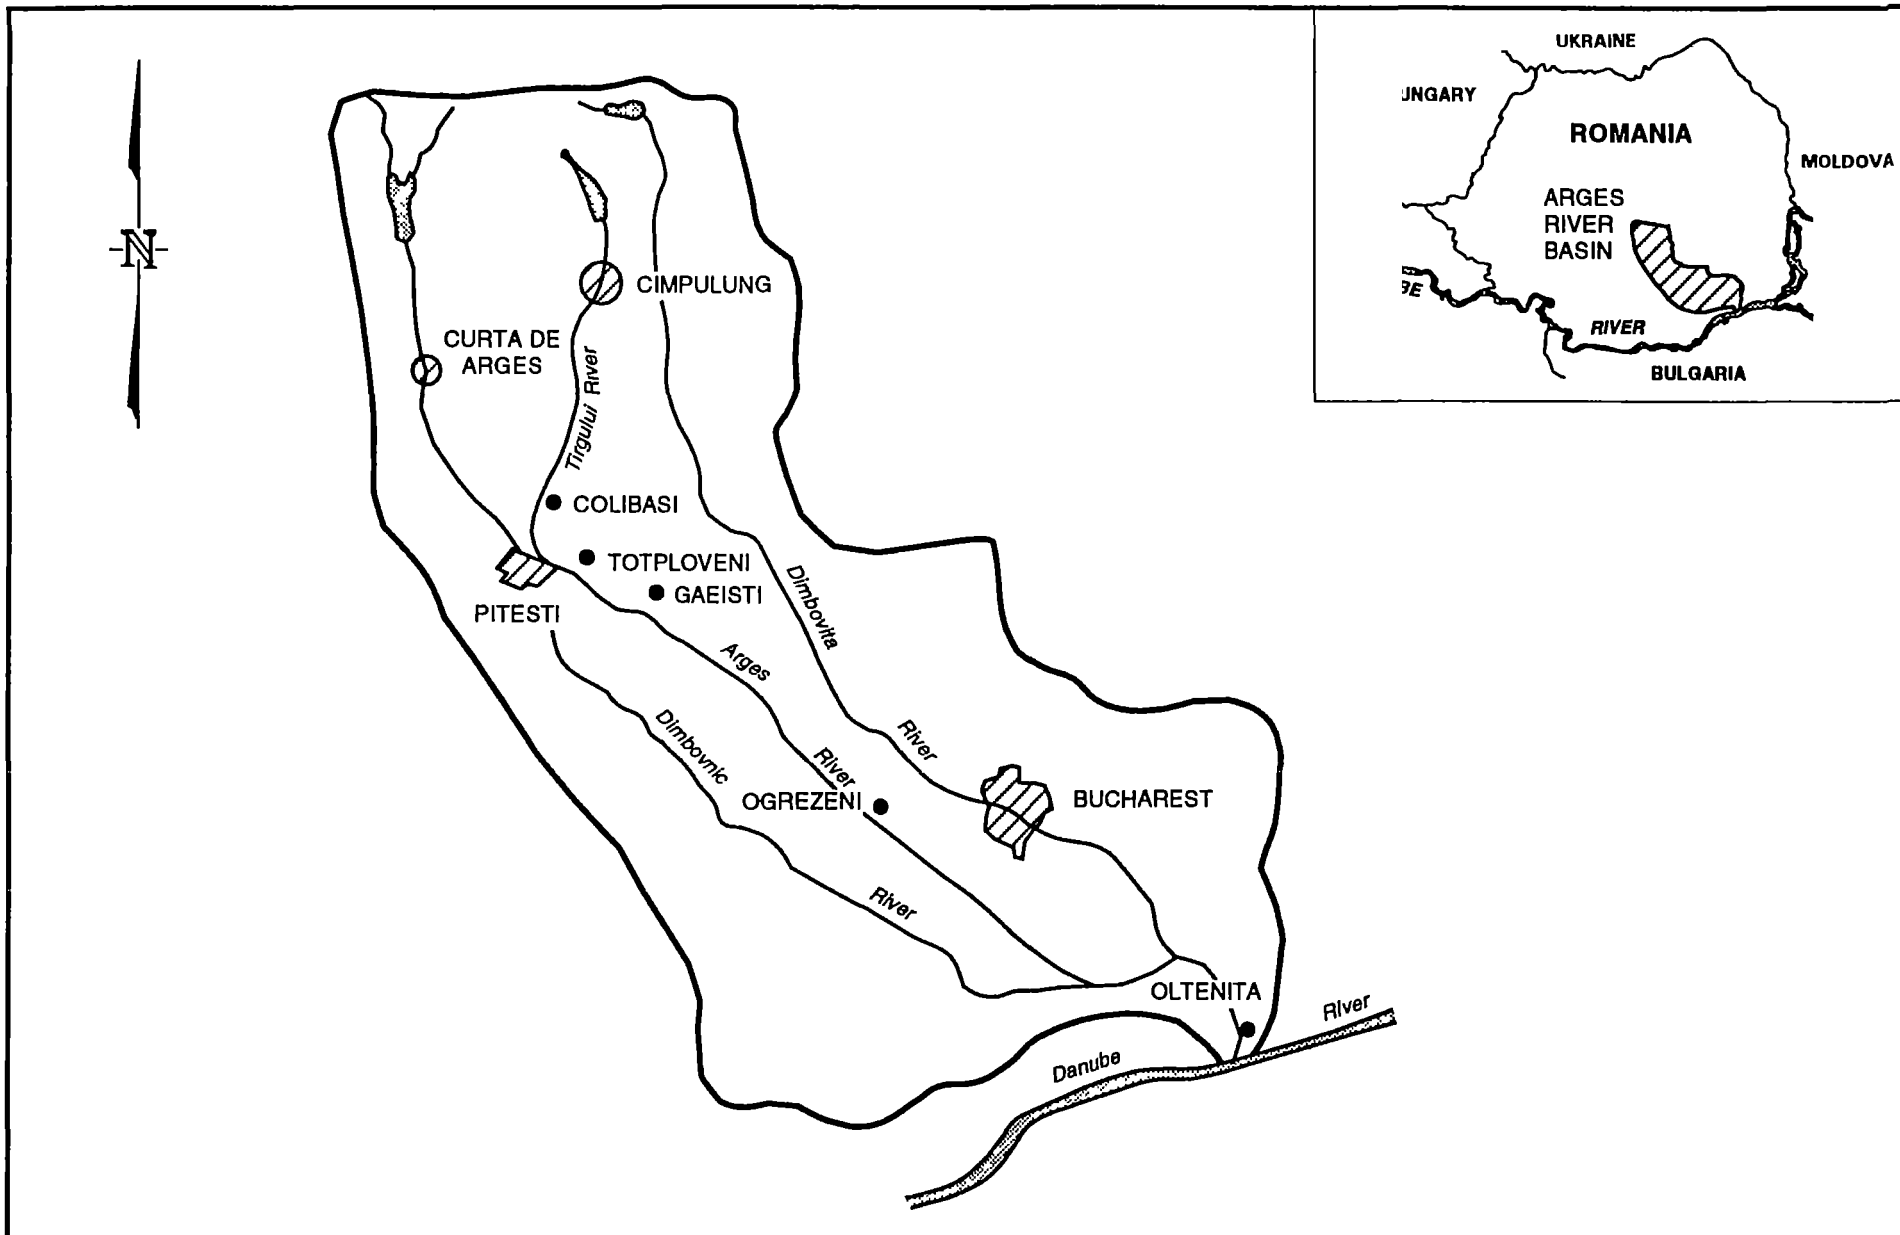 N
CIMPULUNG
CURTA DE
ARGES
Tirgului River
COLIBASI
TOTPLOVENI
GAEISTI
PITESTI
Dimbovita
River
Arges
River
Dimbovnic
River
OGREZENI
BUCHAREST
OLTENITA
Danube
River
UKRAINE
UNGARY
ROMANIA
MOLDOVA
ARGES
RIVER
BASIN
BE
RIVER
BULGARIA